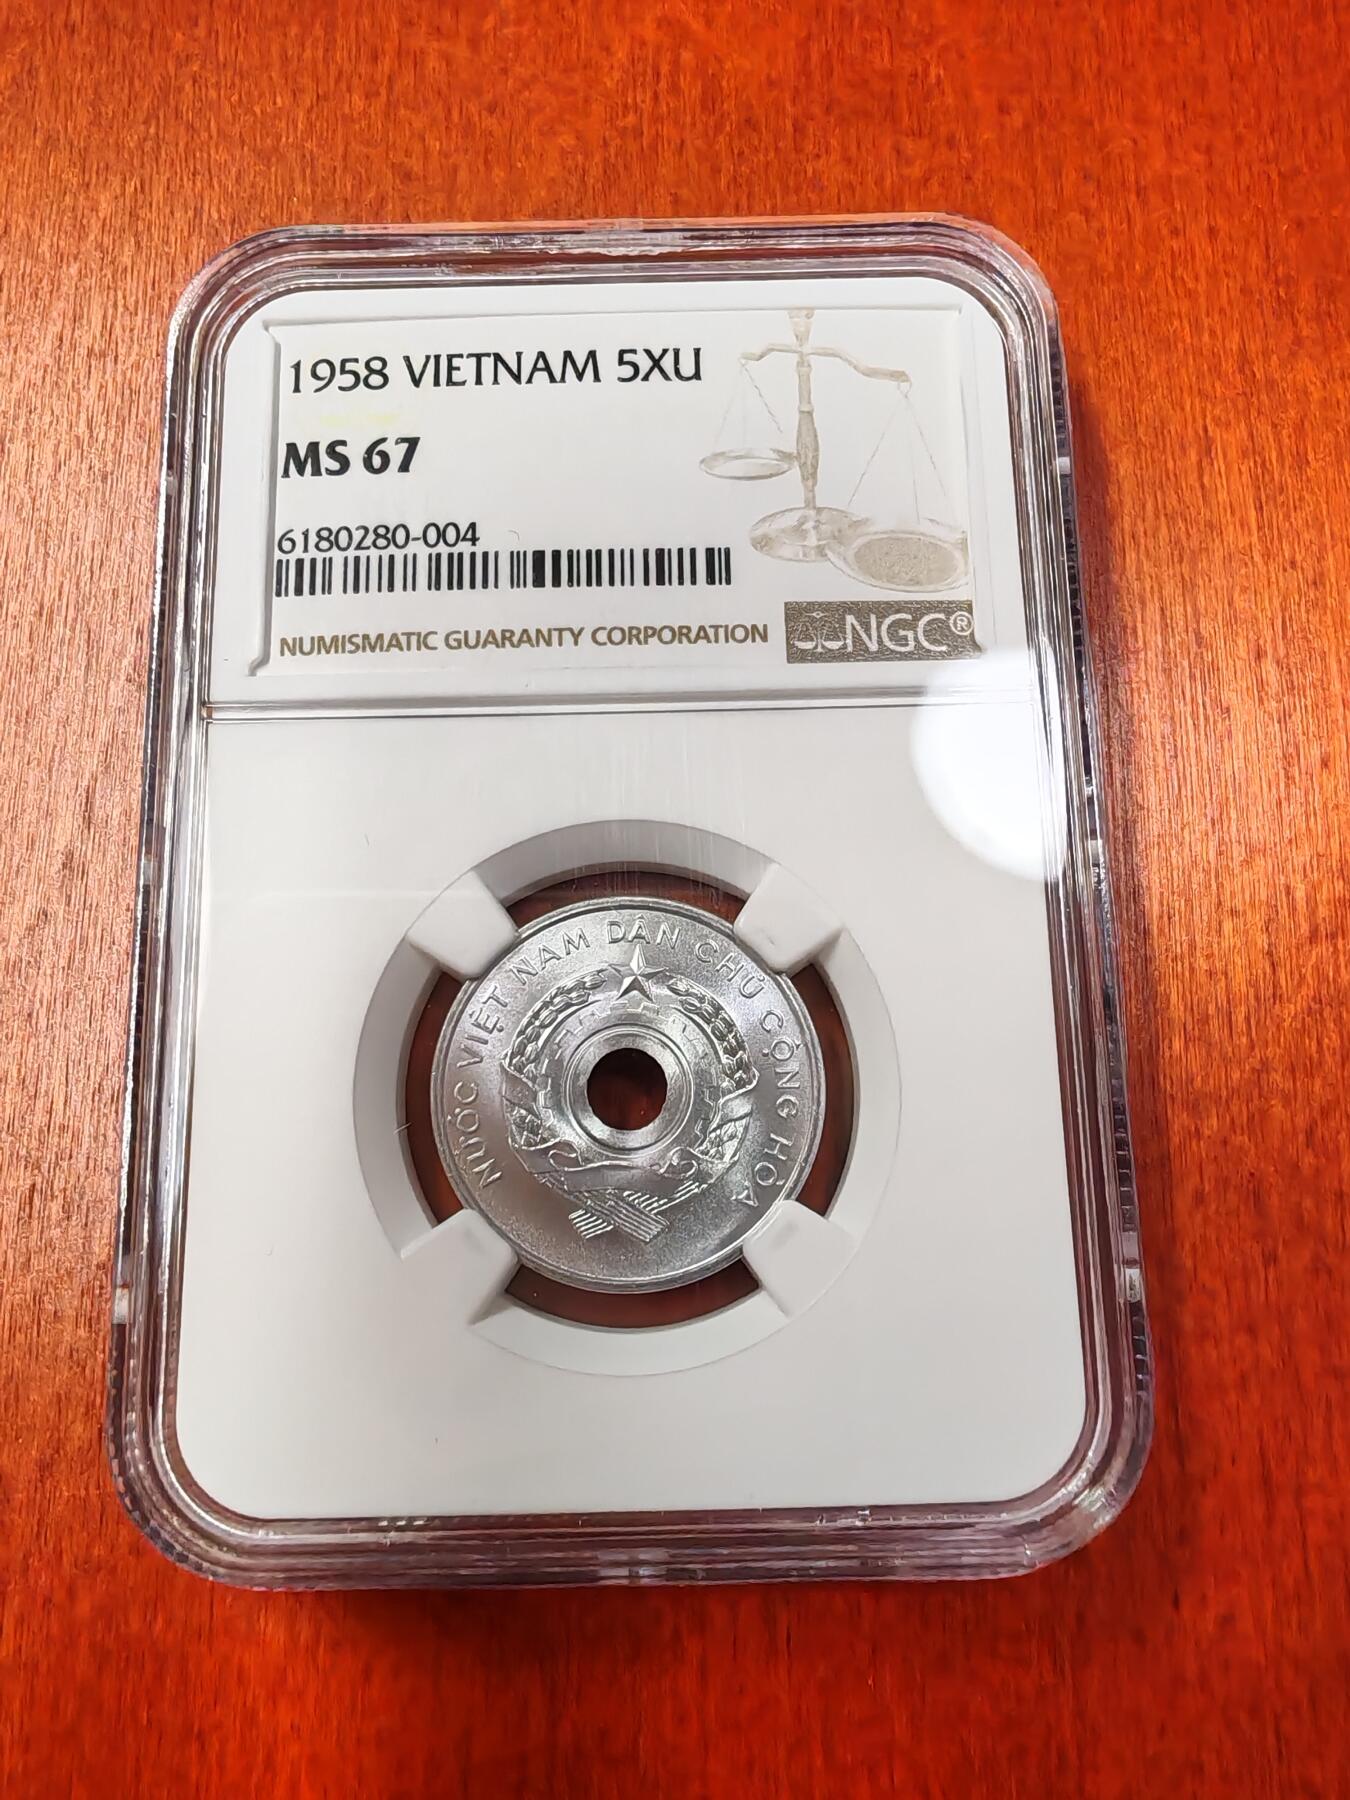 1958 VIETNAM 5XU
MS 67
6180280-004
NUMISMATIC GUARANTY CORPORATION
NGC®
NƯỚC VIỆT NAM DÂN CHỦ CỘNG HÒA